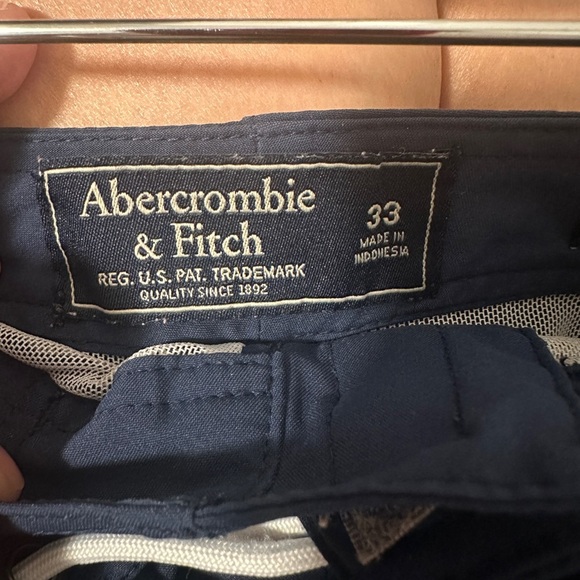 Abercrombie
& Fitch
REG. U.S. PAT. TRADEMARK
QUALITY SINCE 1892
33
MADE IN
INDONESIA